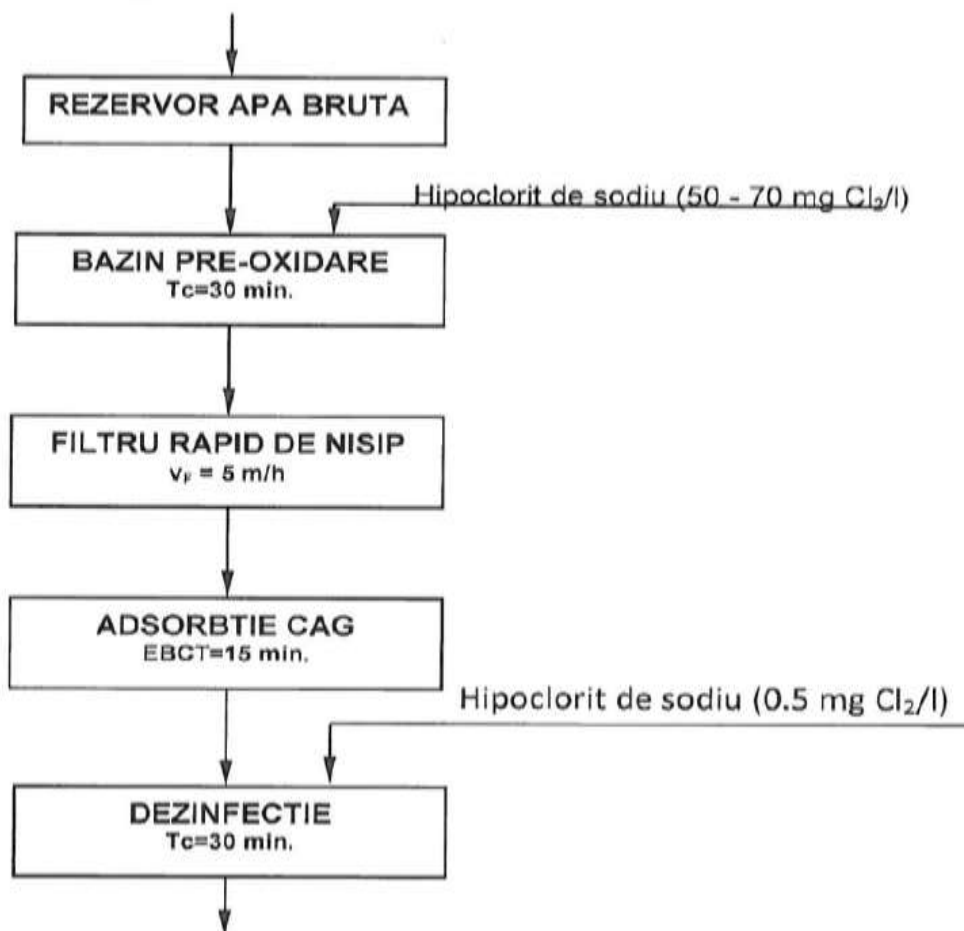 REZERVOR APA BRUTA
Hipoclorit de sodiu (50 - 70 mg Cl₂/l)
BAZIN PRE-OXIDARE
Tc=30 min.
FILTRU RAPID DE NISIP
v_F = 5 m/h
ADSORBTIE CAG
EBCT=15 min.
Hipoclorit de sodiu (0.5 mg Cl₂/l)
DEZINFECTIE
Tc=30 min.